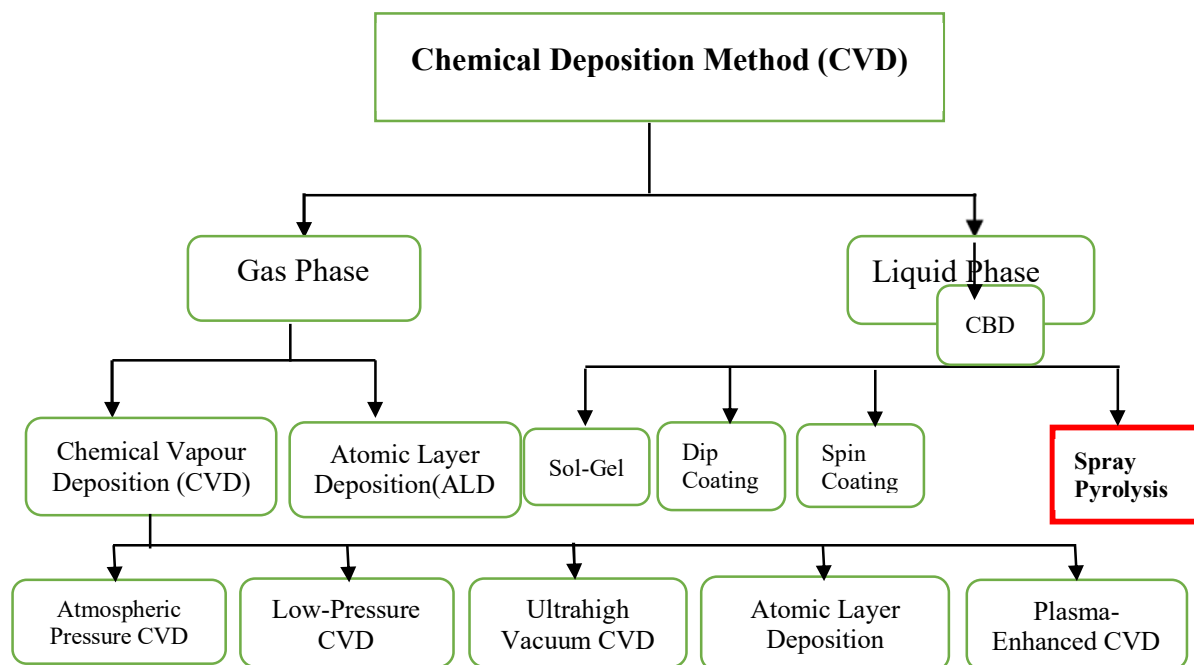 Chemical Deposition Method (CVD)
Gas Phase
Liquid Phase
CBD
Chemical Vapour
Deposition (CVD)
Atomic Layer
Deposition(ALD
Sol-Gel
Dip
Coating
Spin
Coating
Spray
Pyrolysis
Atmospheric
Pressure CVD
Low-Pressure
CVD
Ultrahigh
Vacuum CVD
Atomic Layer
Deposition
Plasma-
Enhanced CVD